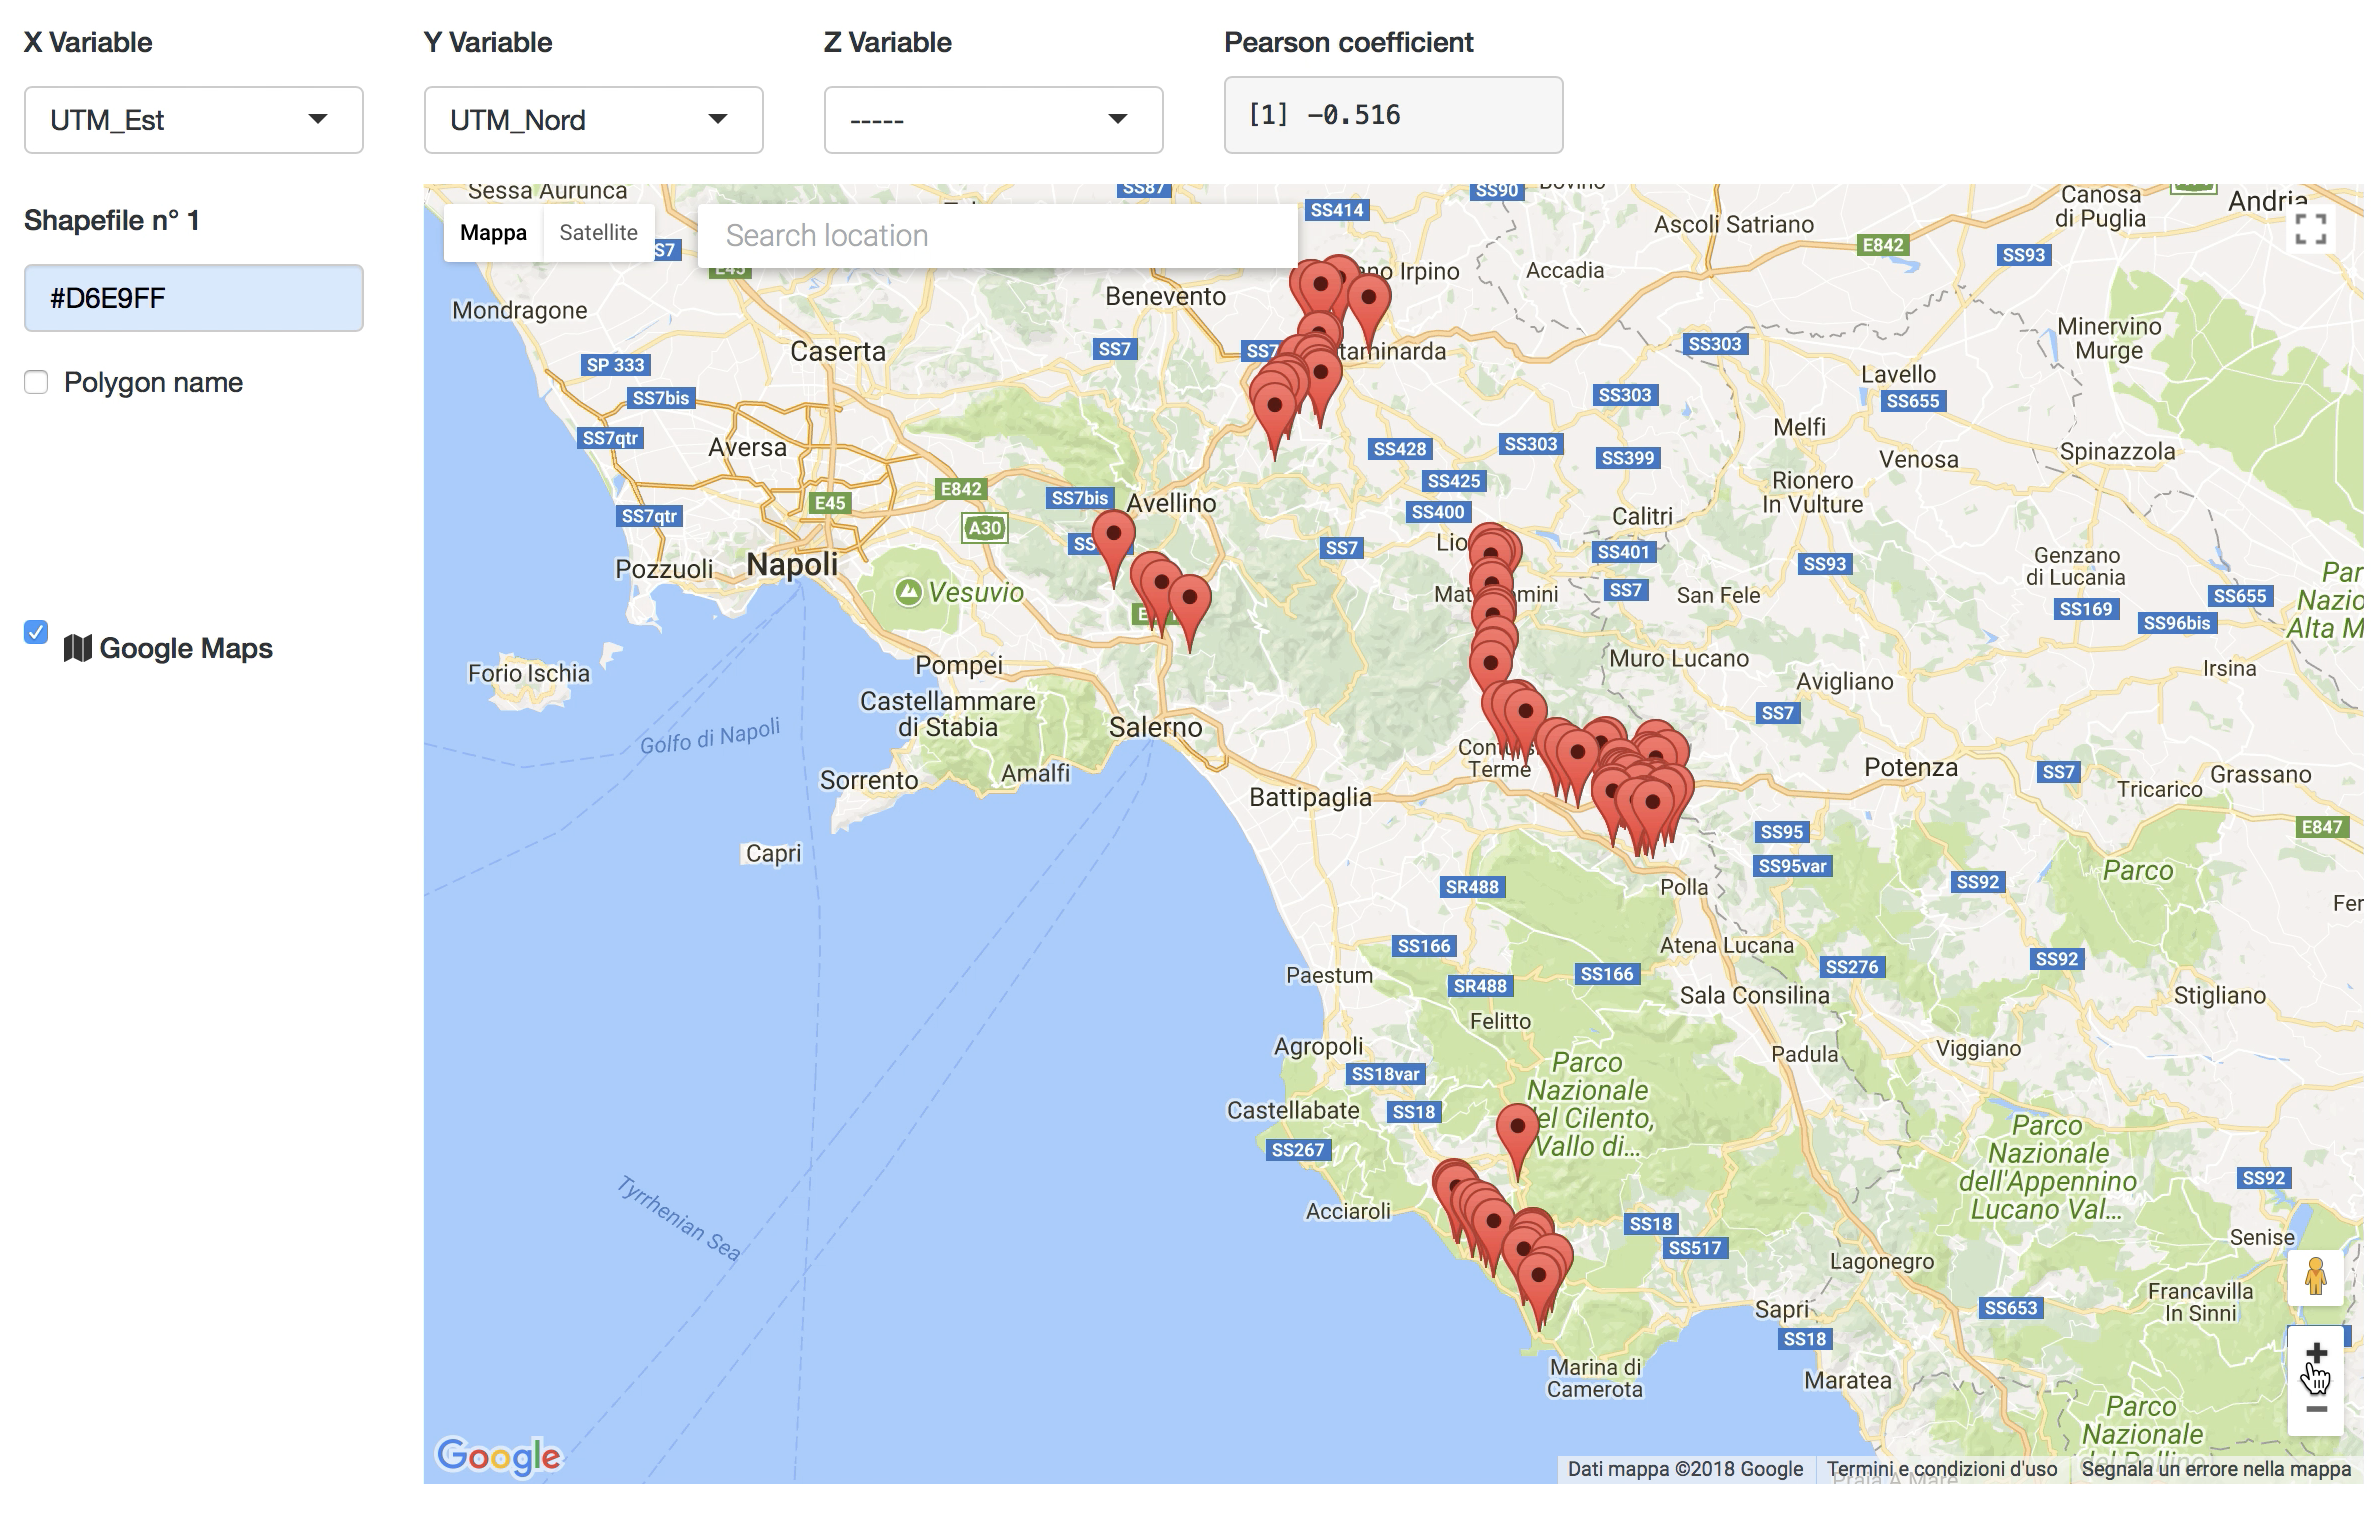 X Variable
Y Variable
Z Variable
Pearson coefficient
UTM_Est
UTM_Nord
-----
[1] -0.516
Shapefile n° 1
#D6E9FF
Polygon name
Google Maps
Sessa Aurunca
SS87
SS90
SS414
Canosa
di Puglia
Andria
Ascoli Satriano
Mappa
Satellite
S7
Search location
E842
SS93
E45
ano Irpino
Accadia
Benevento
Mondragone
Minervino
Murge
SS303
SS7
SS7
taminarda
Caserta
SP 333
Lavello
SS7bis
SS303
SS655
SS7qtr
Melfi
Aversa
SS428
SS303
SS399
Venosa
Spinazzola
E842
SS7bis
Avellino
SS425
Rionero
In Vulture
E45
SS7qtr
A30
SS400
Calitri
SS
SS7
Lio
SS401
SS93
Genzano
di Lucania
Pozzuoli
Napoli
Vesuvio
Mat
mini
SS7
San Fele
SS169
SS655
SS96bis
Par
Nazio
Alta M
E
Pompei
Forio Ischia
Muro Lucano
Avigliano
Irsina
Castellammare
di Stabia
Salerno
SS7
Golfo di Napoli
Terme
Potenza
SS7
Grassano
Sorrento
Amalfi
Tricarico
Battipaglia
SS95
E847
Capri
SS95var
Parco
SR488
Polla
SS92
Fer
SS166
Atena Lucana
SS92
Paestum
SR488
SS166
SS276
Sala Consilina
Stigliano
Felitto
Agropoli
Padula
Viggiano
SS18var
Parco
Nazionale
el Cilento,
Vallo di...
Castellabate
SS18
SS267
Parco
Nazionale
dell'Appennino
Lucano Val...
SS92
Tyrrhenian Sea
Acciaroli
SS18
SS517
Senise
Lagonegro
Francavilla
In Sinni
Sapri
SS653
SS18
Marina di
Camerota
Maratea
Parco
Nazionale
del Pollino
Google
Dati mappa ©2018 Google
Termini e condizioni d'uso
Segnala un errore nella mappa
Praia A Mare